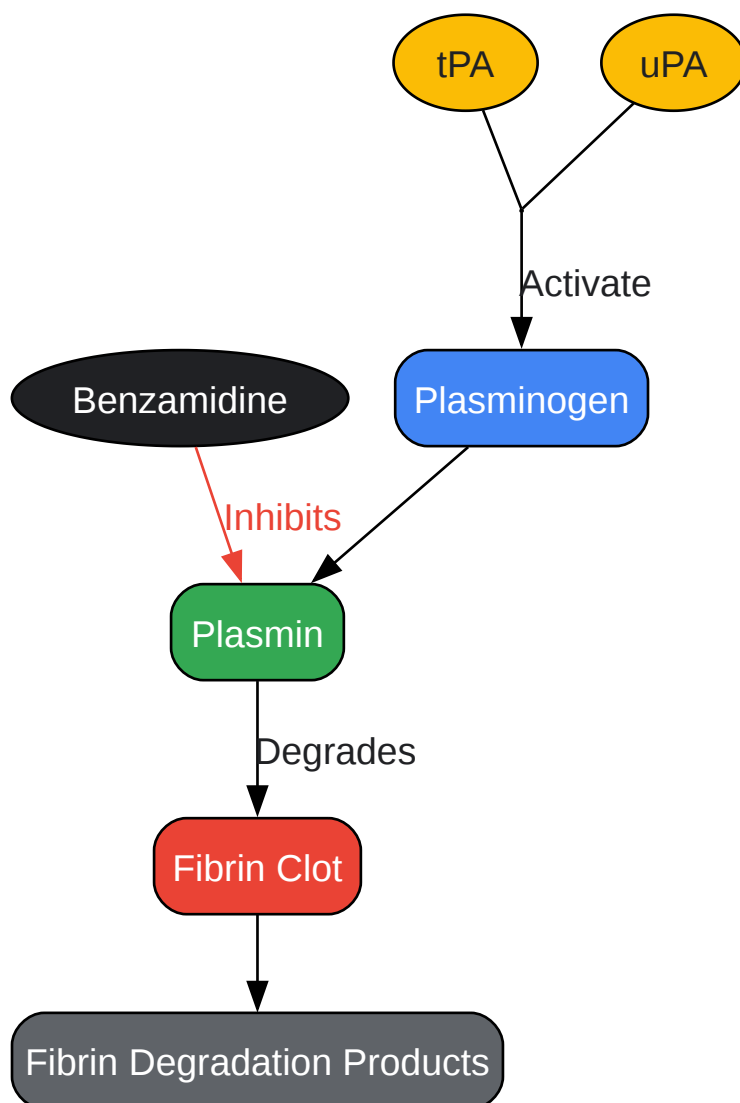 tPA
uPA
Activate
Benzamidine
Plasminogen
Inhibits
Plasmin
Degrades
Fibrin Clot
Fibrin Degradation Products